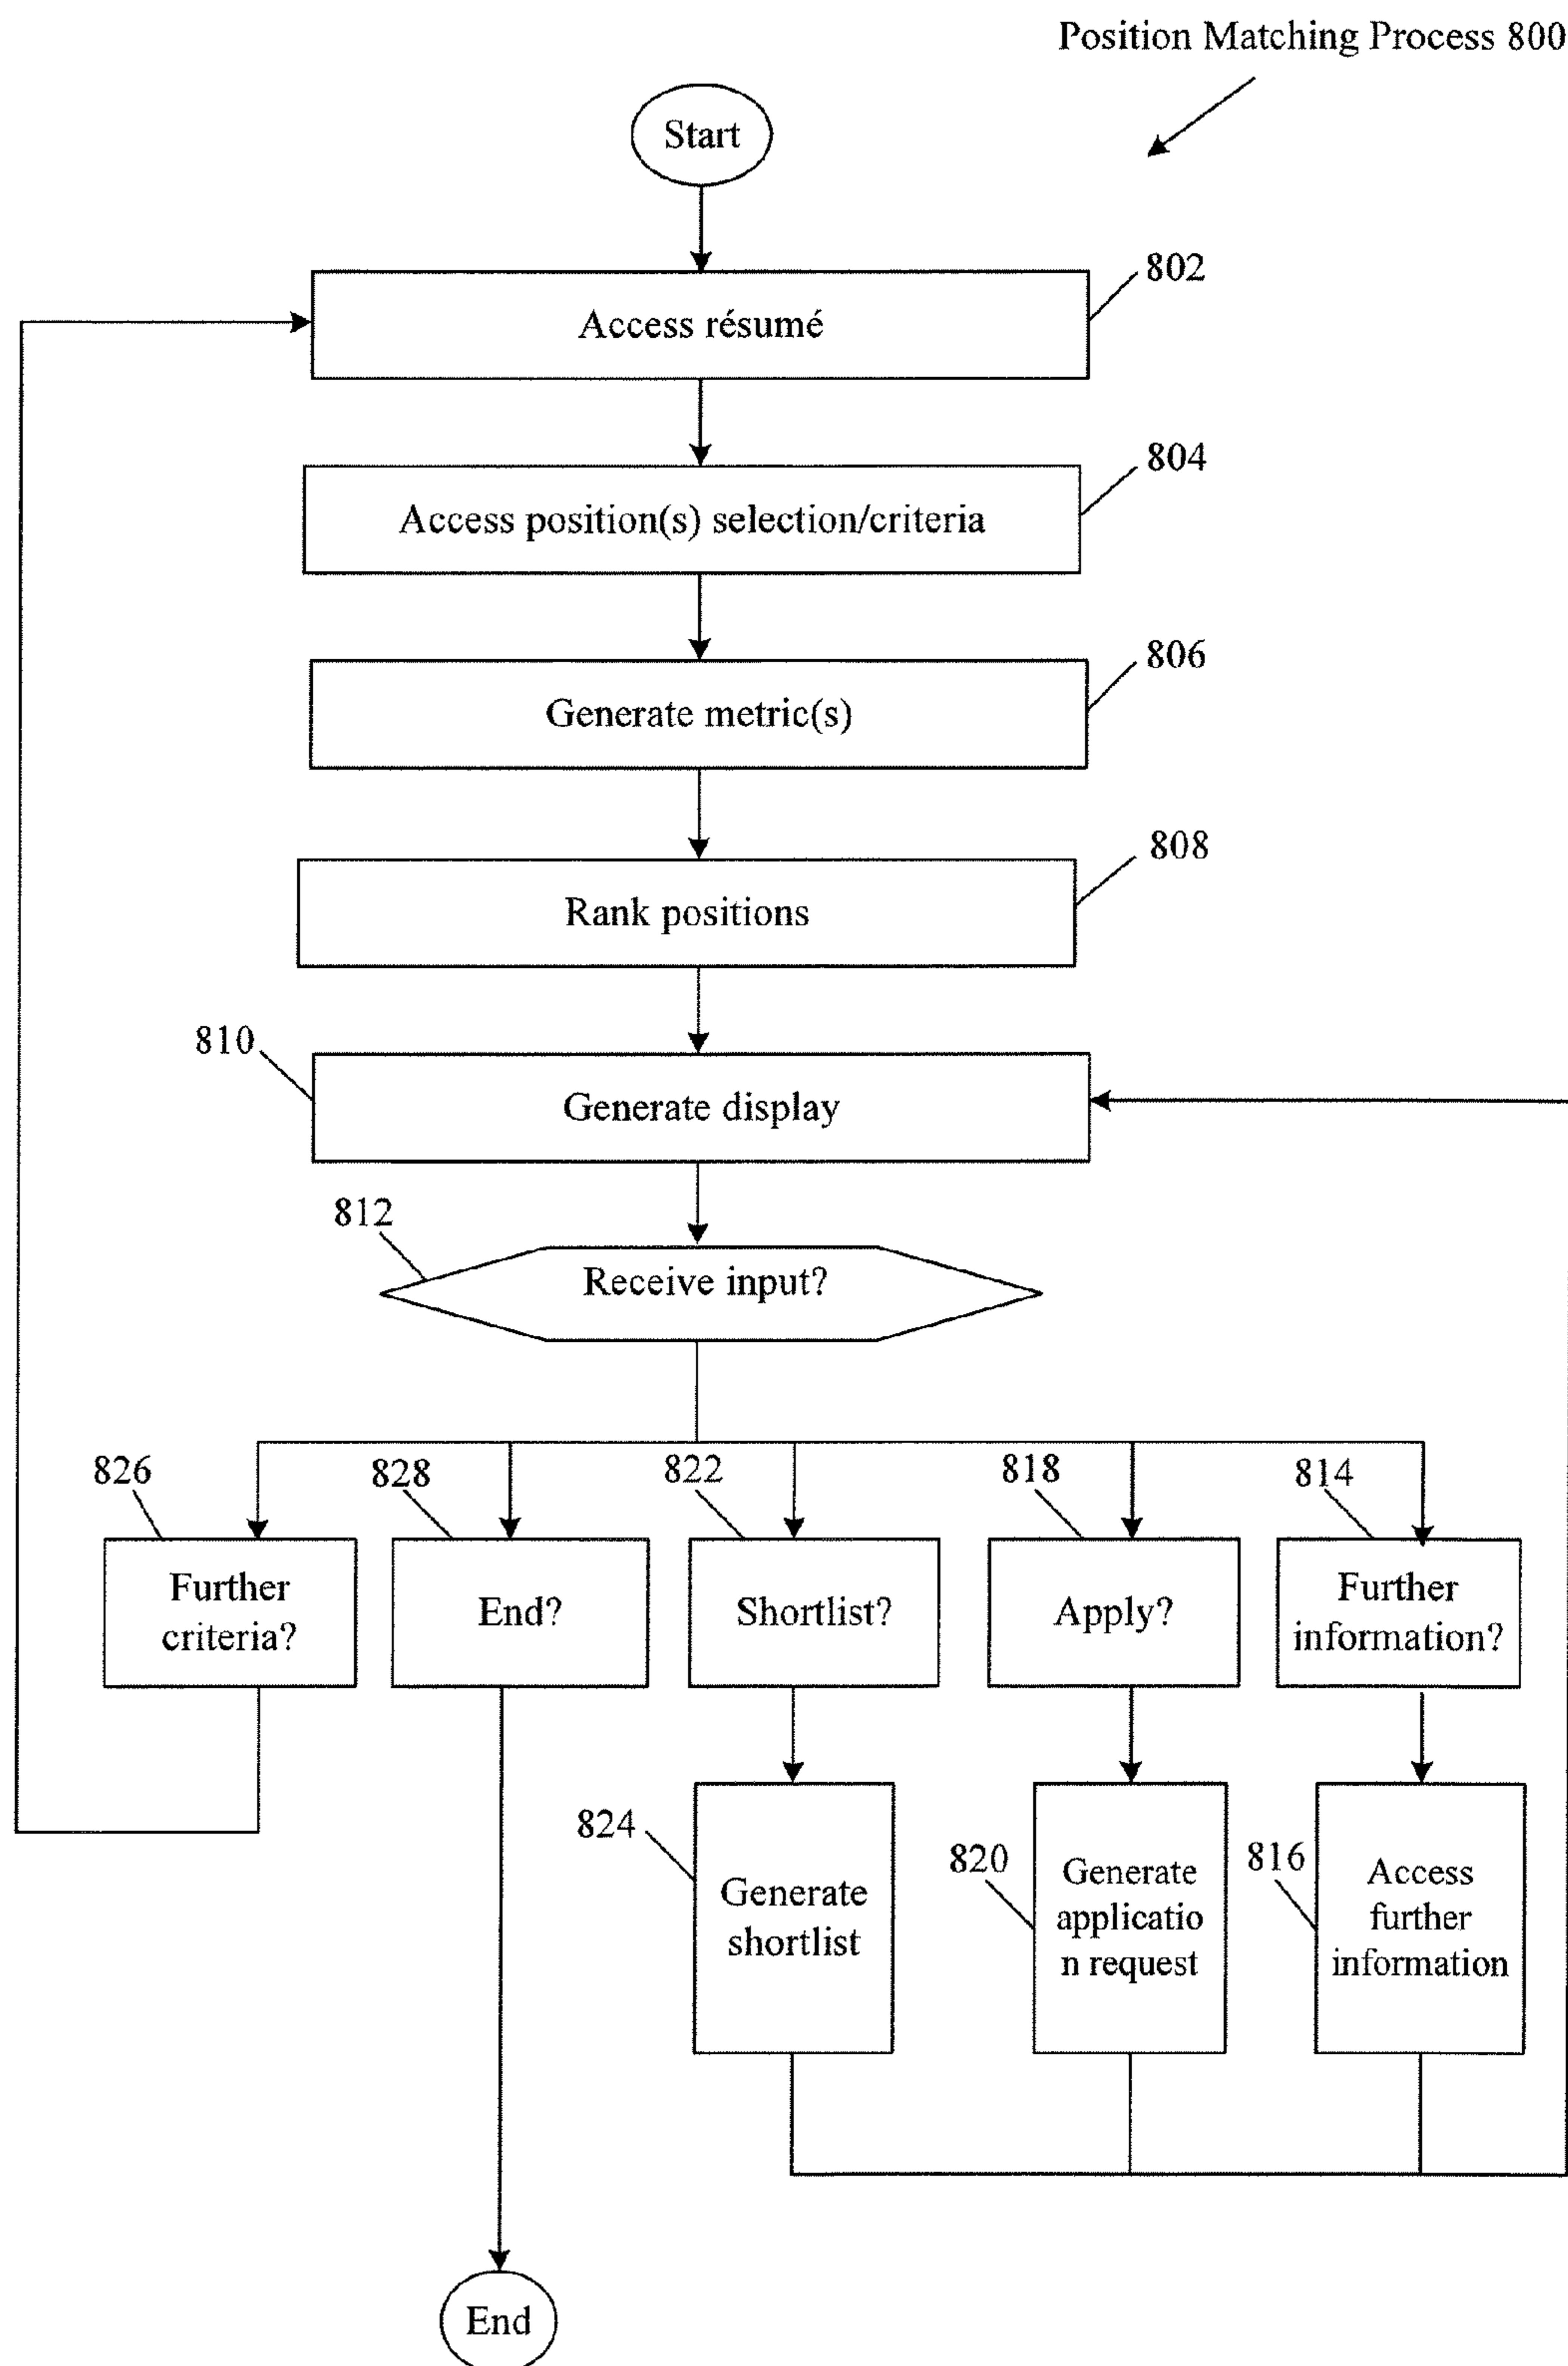 Position Matching Process 800
Start
802
Access résumé
804
Access position(s) selection/criteria
806
Generate metric(s)
808
Rank positions
810
Generate display
812
Receive input?
826
828
822
818
814
Further
criteria?
End?
Shortlist?
Apply?
Further
information?
824
Generate
shortlist
820
Generate
applicatio
n request
816
Access
further
information
End